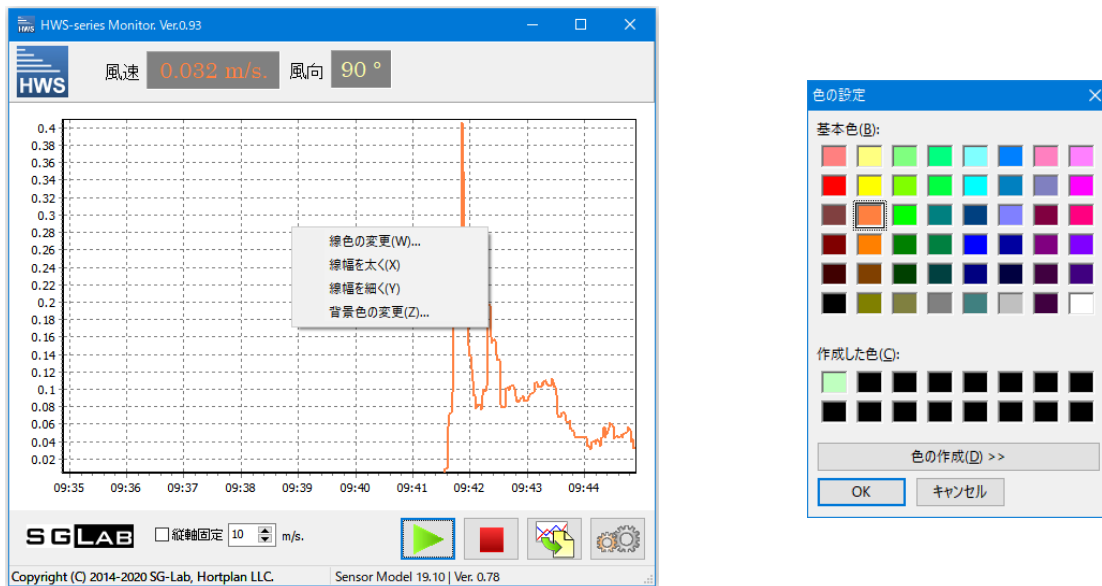 HWS-series Monitor. Ver.0.93
HWS
風速 0.032 m/s. 風向 90 °
0.4
0.38
0.36
0.34
0.32
0.3
0.28
0.26
0.24
0.22
0.2
0.18
0.16
0.14
0.12
0.1
0.08
0.06
0.04
0.02
線色の変更(W)...
線幅を太く(X)
線幅を細く(Y)
背景色の変更(Z)...
09:35 09:36 09:37 09:38 09:39 09:40 09:41 09:42 09:43 09:44
SGLAB 縦軸固定 10 m/s.
Copyright (C) 2014-2020 SG-Lab, Hortplan LLC. Sensor Model 19.10 Ver. 0.78
色の設定
基本色(B):
作成した色(C):
色の作成(D) >>
OK キャンセル